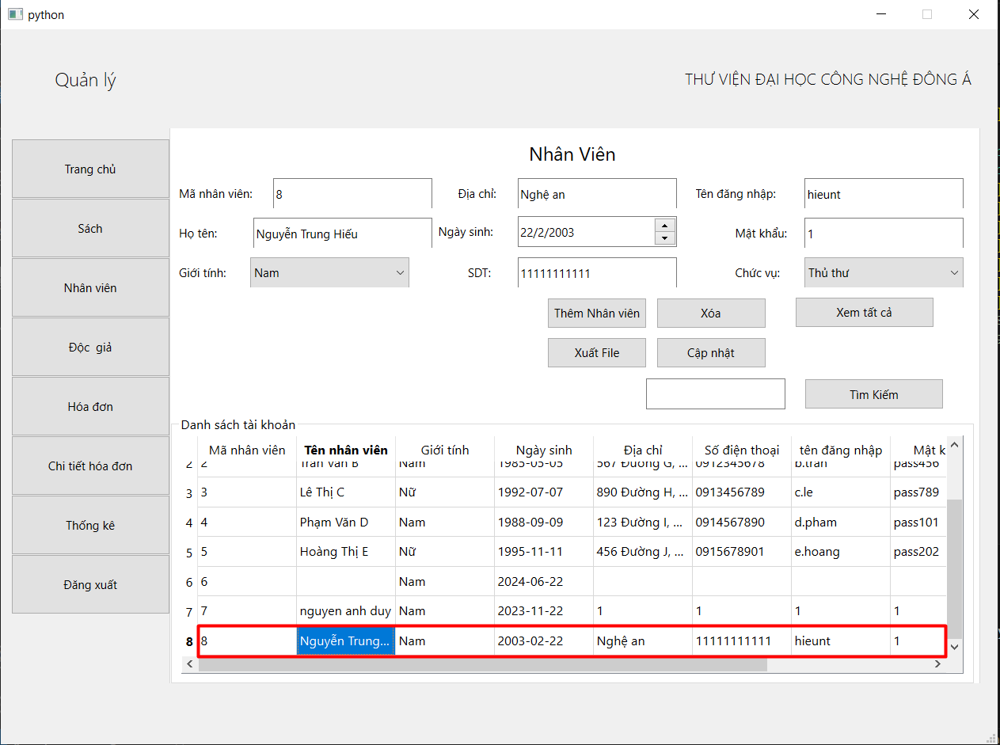 python
Quản lý
THƯ VIỆN ĐẠI HỌC CÔNG NGHỆ ĐÔNG Á
Trang chủ
Sách
Nhân viên
Độc giả
Hóa đơn
Chi tiết hóa đơn
Thống kê
Đăng xuất
Nhân Viên
Mã nhân viên: 8 Địa chỉ: Nghệ an Tên đăng nhập: hieunt
Họ tên: Nguyễn Trung Hiếu Ngày sinh: 22/2/2003 Mật khẩu: 1
Giới tính: Nam SDT: 11111111111 Chức vụ: Thủ thư
Thêm Nhân viên Xóa Xem tất cả
Xuất File Cập nhật
Tìm Kiếm
Danh sách tài khoản
Mã nhân viên Tên nhân viên Giới tính Ngày sinh Địa chỉ Số điện thoại tên đăng nhập Mật k
2 2 Trần Văn B Nam 1985-05-05 567 Đường G, ... 0912345678 b.tran pass456
3 3 Lê Thị C Nữ 1992-07-07 890 Đường H, ... 0913456789 c.le pass789
4 4 Phạm Văn D Nam 1988-09-09 123 Đường I, ... 0914567890 d.pham pass101
5 5 Hoàng Thị E Nữ 1995-11-11 456 Đường J, ... 0915678901 e.hoang pass202
6 6 Nam 2024-06-22
7 7 nguyen anh duy Nam 2023-11-22 1 1 1 1
8 8 Nguyễn Trung... Nam 2003-02-22 Nghệ an 11111111111 hieunt 1